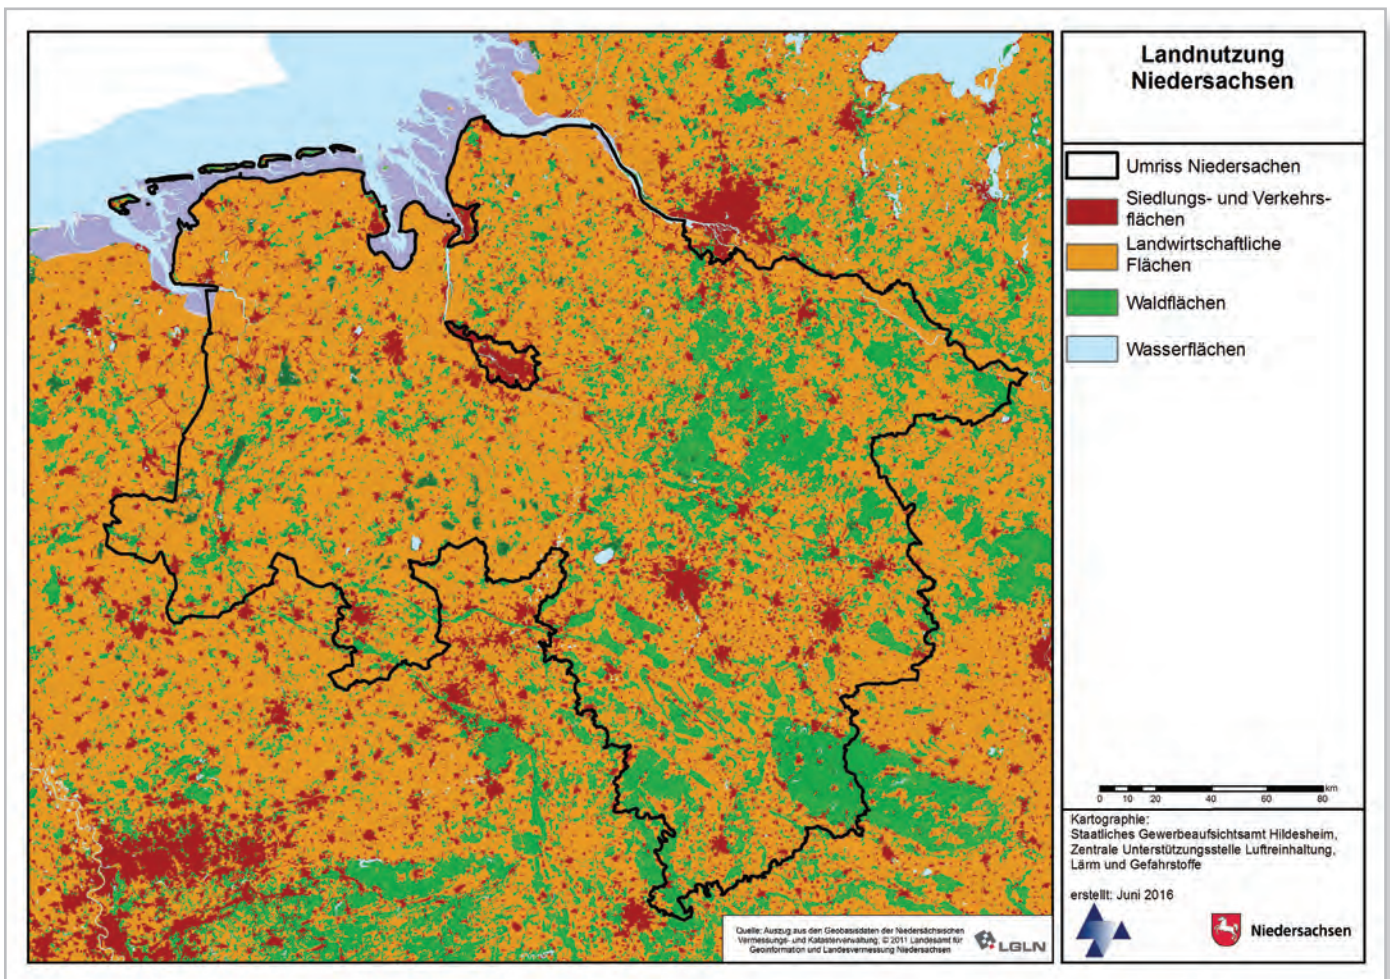 Landnutzung
Niedersachsen
Umriss Niedersachen
Siedlungs- und Verkehrs-
flächen
Landwirtschaftliche
Flächen
Waldflächen
Wasserflächen
km
0 10 20 40 60 80
Kartographie:
Staatliches Gewerbeaufsichtsamt Hildesheim,
Zentrale Unterstützungsstelle Luftreinhaltung,
Lärm und Gefahrstoffe
erstellt: Juni 2016
Niedersachsen
Quelle: Auszug aus den Geobasisdaten der Niedersächsischen
Vermessungs- und Katasterverwaltung, © 2011 Landesamt für
Geoinformation und Landesvermessung Niedersachsen
LGLN